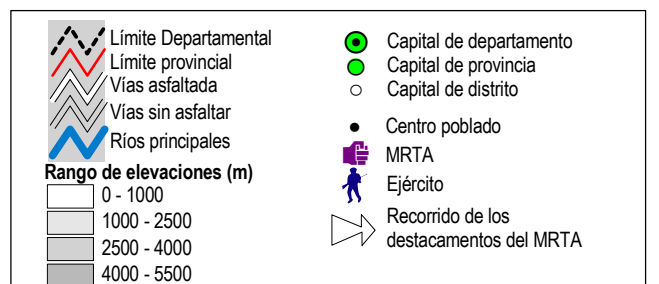 Límite Departamental
Límite provincial
Vías asfaltada
Vías sin asfaltar
Ríos principales
Rango de elevaciones (m)
0 - 1000
1000 - 2500
2500 - 4000
4000 - 5500
Capital de departamento
Capital de provincia
Capital de distrito
Centro poblado
MRTA
Ejército
Recorrido de los
destacamentos del MRTA